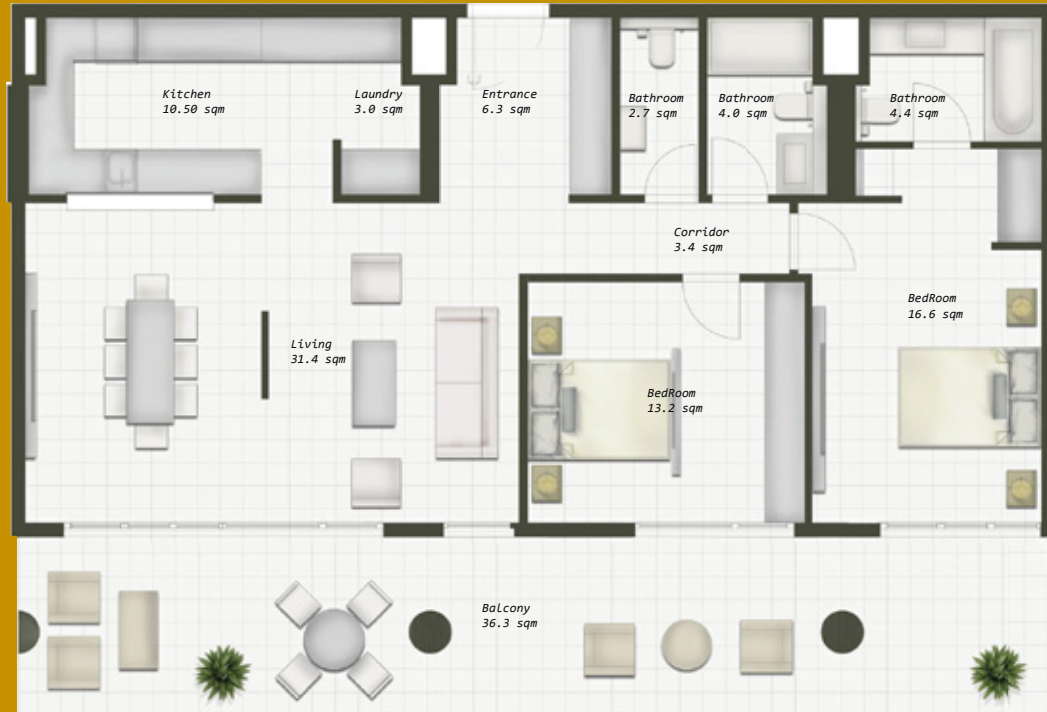 Kitchen
10.50 sqm
Laundry
3.0 sqm
Entrance
6.3 sqm
Bathroom
2.7 sqm
Bathroom
4.0 sqm
Bathroom
4.4 sqm
Corridor
3.4 sqm
BedRoom
16.6 sqm
Living
31.4 sqm
BedRoom
13.2 sqm
Balcony
36.3 sqm